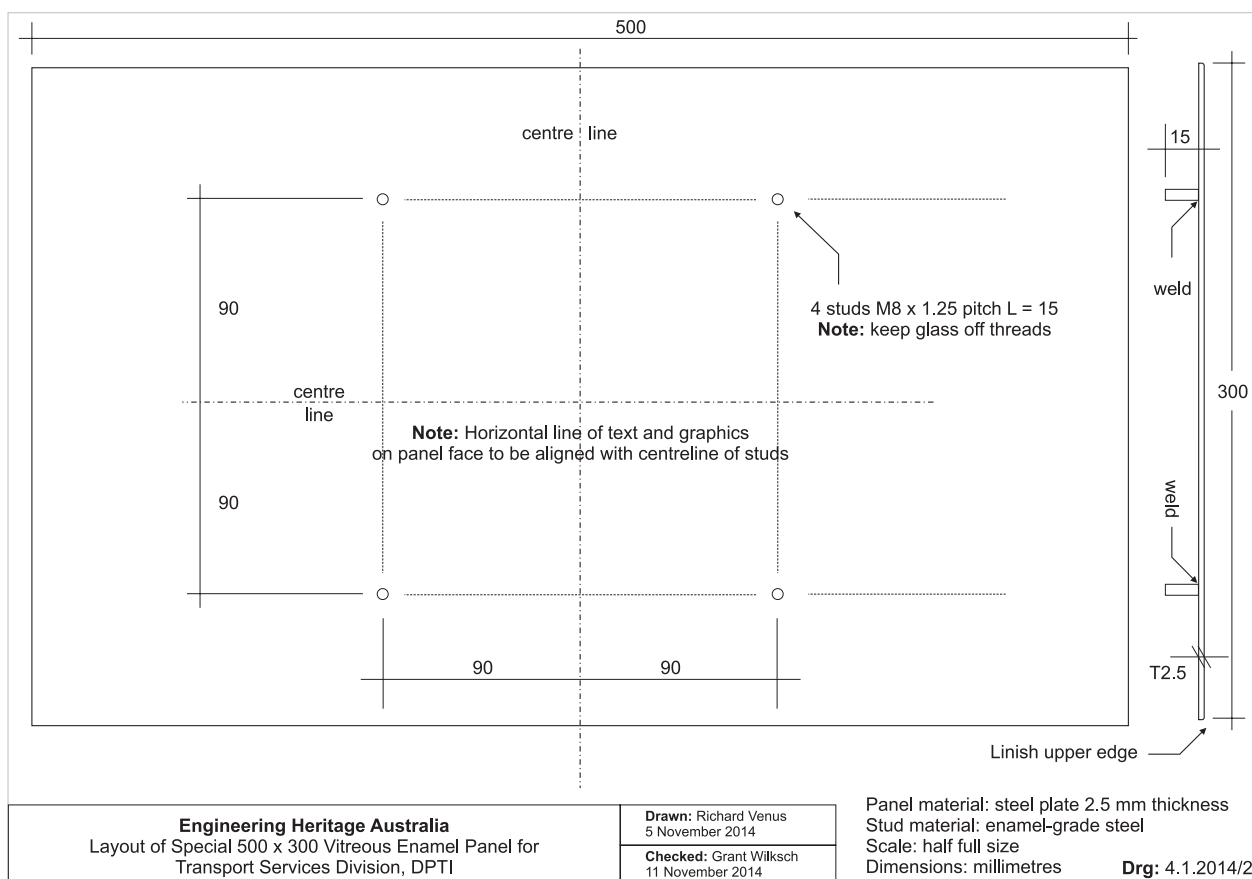 500
centre line
15
90
weld
4 studs M8 x 1.25 pitch L = 15
Note: keep glass off threads
centre
line
300
Note: Horizontal line of text and graphics
on panel face to be aligned with centreline of studs
90
weld
90
90
T2.5
Linish upper edge
Engineering Heritage Australia
Layout of Special 500 x 300 Vitreous Enamel Panel for
Transport Services Division, DPTI
Drawn: Richard Venus
5 November 2014
Checked: Grant Wilksch
11 November 2014
Panel material: steel plate 2.5 mm thickness
Stud material: enamel-grade steel
Scale: half full size
Dimensions: millimetres
Drg: 4.1.2014/2